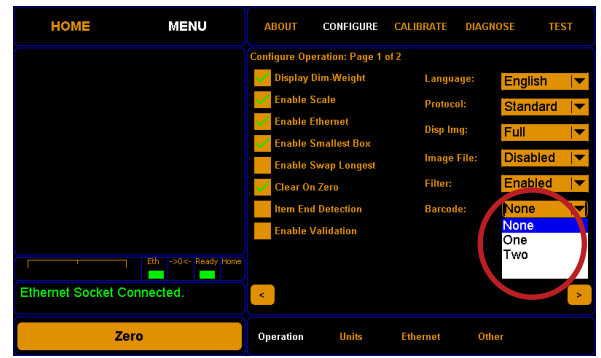 HOME MENU ABOUT CONFIGURE CALIBRATE DIAGNOSE TEST
Configure Operation: Page 1 of 2
Display Dim-Weight Language: English
Enable Scale Protocol: Standard
Enable Ethernet Disp Img: Full
Enable Smallest Box Image File: Disabled
Enable Swap Longest
Clear On Zero Filter: Enabled
Item End Detection Barcode: None
Enable Validation None
One
Two
Eth ->0<- Ready Home
Ethernet Socket Connected.
< >
Zero Operation Units Ethernet Other